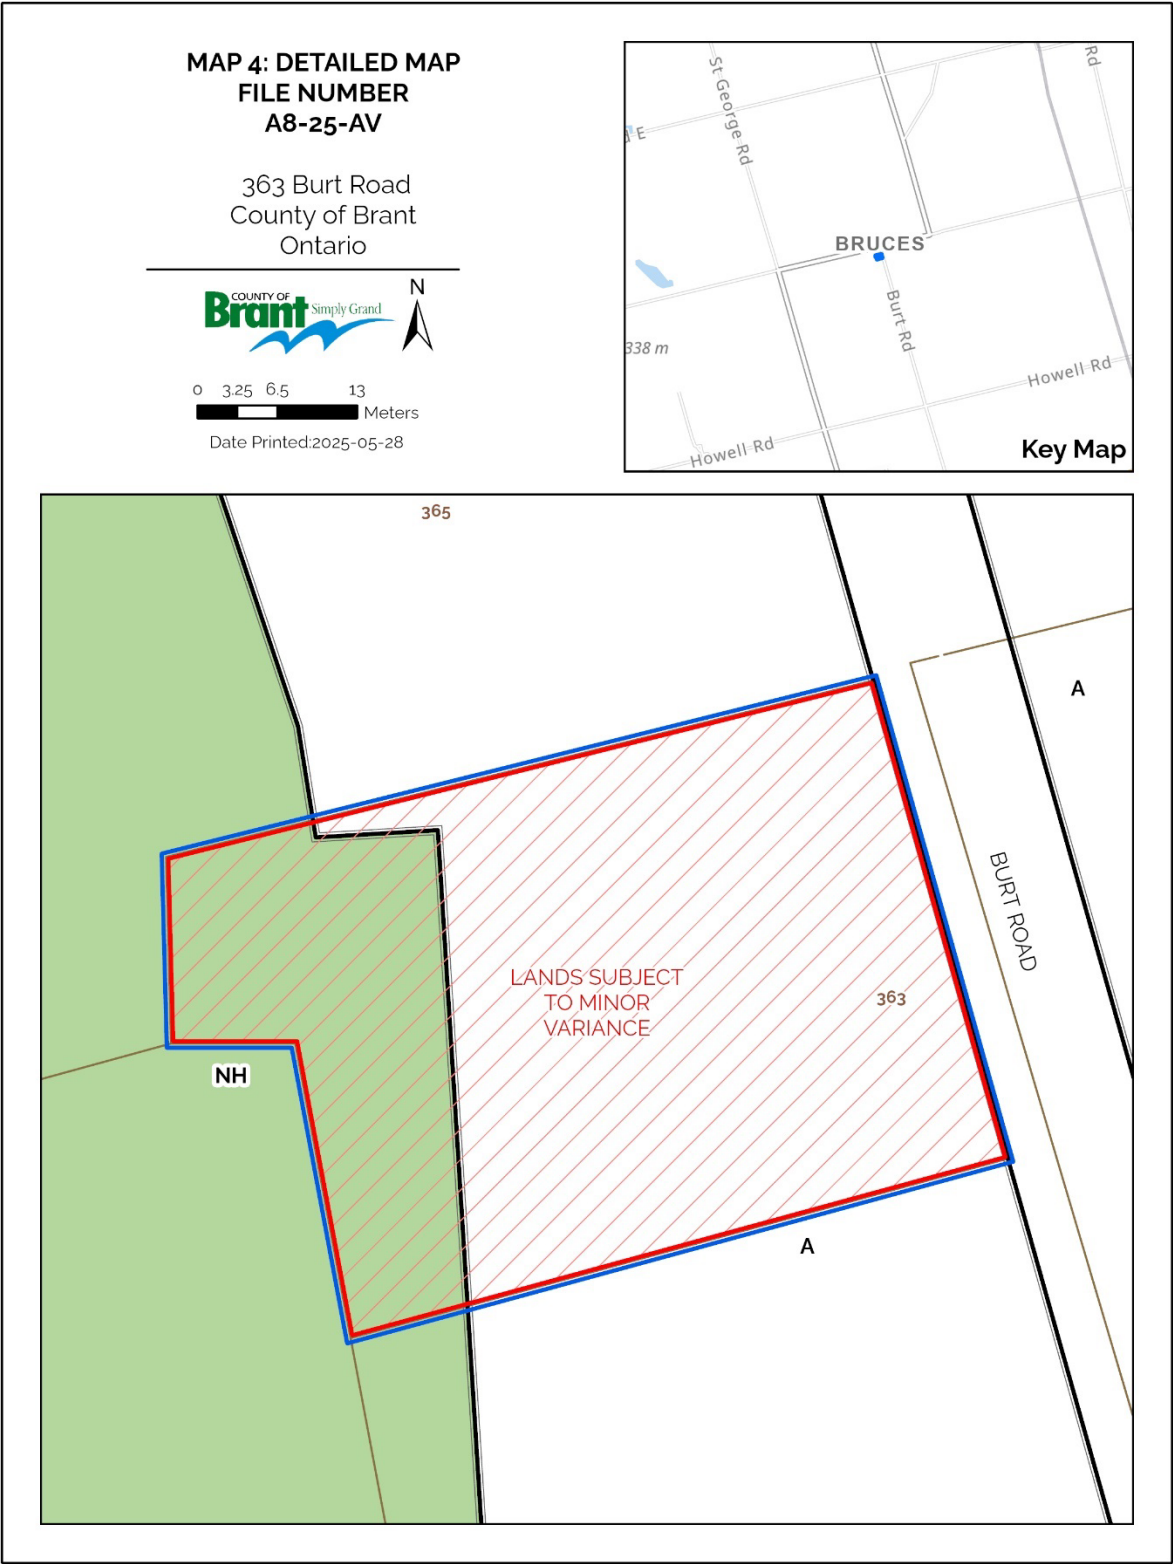 MAP 4: DETAILED MAP
FILE NUMBER
A8-25-AV
363 Burt Road
County of Brant
Ontario
COUNTY OF
Brant Simply Grand
N
0 3.25 6.5 13
Meters
Date Printed:2025-05-28
St George Rd
Rd
E
BRUCES
Burt Rd
338 m
Howell Rd
Howell Rd
Key Map
365
A
BURT ROAD
LANDS SUBJECT
TO MINOR
VARIANCE
363
NH
A